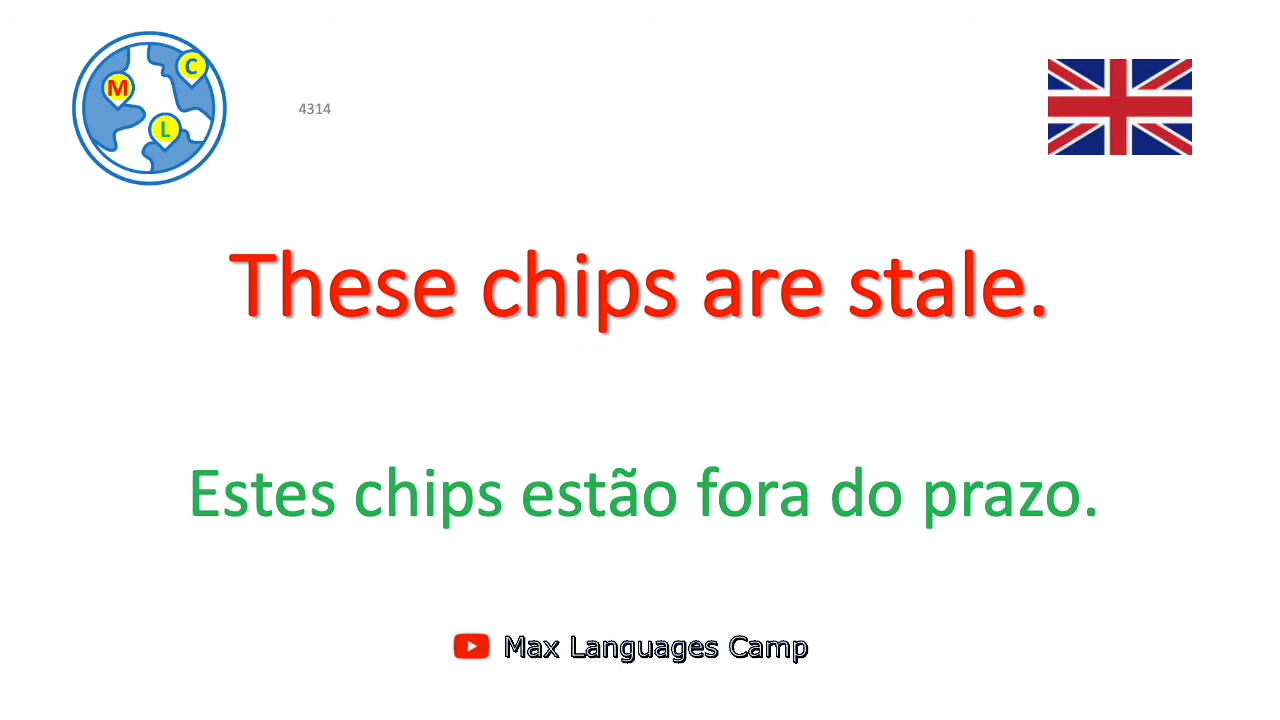 M
C
L
4314
These chips are stale.
Estes chips estão fora do prazo.
Max Languages Camp